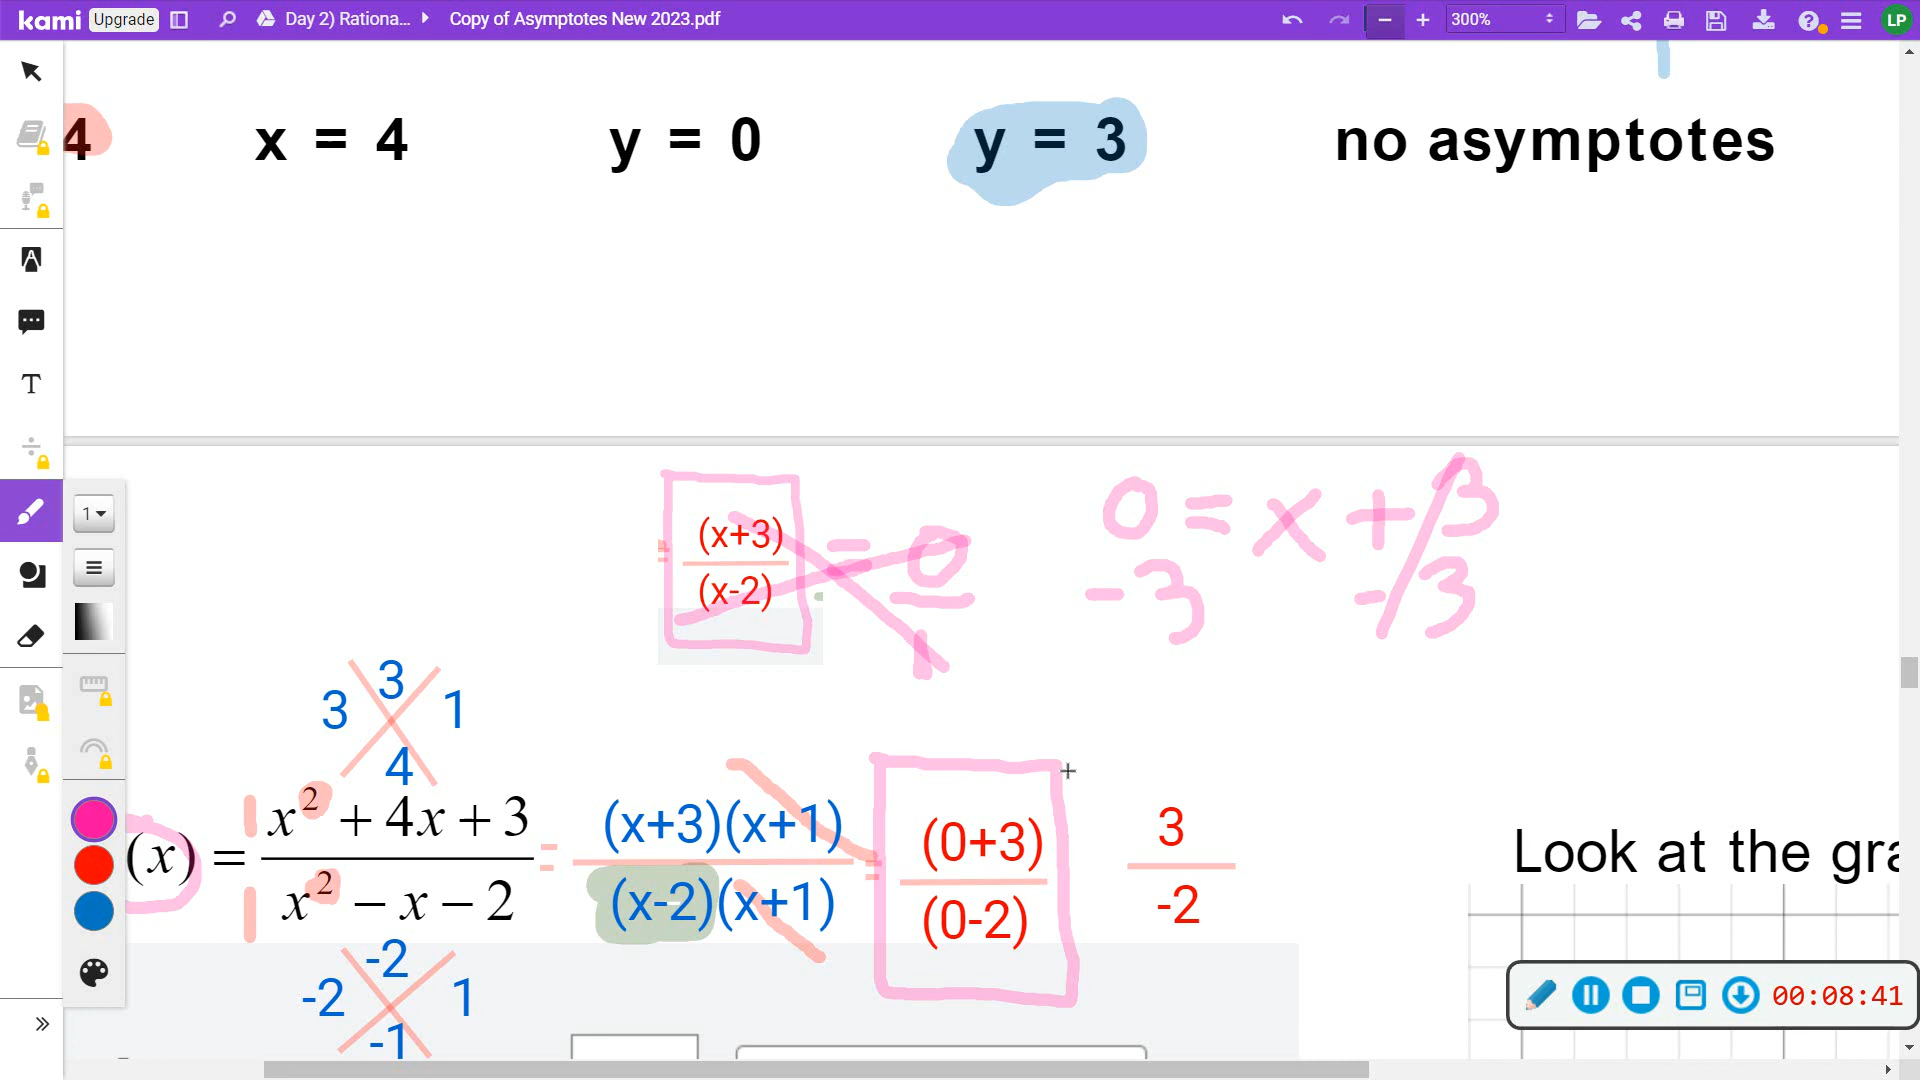 kami Upgrade Day 2) Rationa... Copy of Asymptotes New 2023.pdf 300% LP
4 x = 4 y = 0 y = 3 no asymptotes
T
1
(x+3)
(x-2)
= 0
1
0 = x + 3
-3 -3
3
3 1
4
(x) = x² + 4x + 3
x² − x − 2
1
1
= (x+3)(x+1)
(x-2)(x+1)
= (0+3)
(0-2)
3
-2
-2
-2 1
-1
Look at the gra
00:08:41